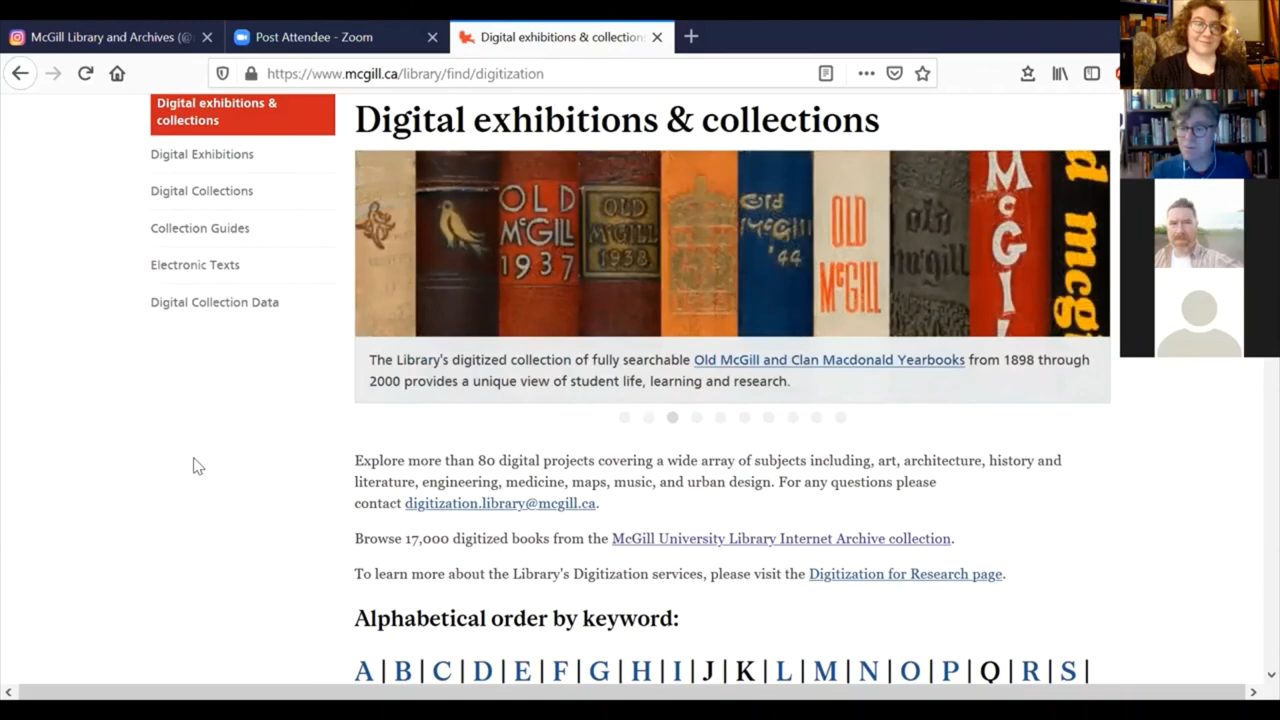 McGill Library and Archives (@
Post Attendee - Zoom
Digital exhibitions & collections
https://www.mcgill.ca/library/find/digitization
Digital exhibitions &
collections
Digital Exhibitions
Digital Collections
Collection Guides
Electronic Texts
Digital Collection Data
Digital exhibitions & collections
OLD
McGILL
1937
OLD
McGILL
1938
Old
McGill
'44
OLD
McGILL
old
mcgill
McGIL
d mcg
The Library's digitized collection of fully searchable Old McGill and Clan Macdonald Yearbooks from 1898 through
2000 provides a unique view of student life, learning and research.
Explore more than 80 digital projects covering a wide array of subjects including, art, architecture, history and
literature, engineering, medicine, maps, music, and urban design. For any questions please
contact digitization.library@mcgill.ca.
Browse 17,000 digitized books from the McGill University Library Internet Archive collection.
To learn more about the Library's Digitization services, please visit the Digitization for Research page.
Alphabetical order by keyword:
A | B | C | D | E | F | G | H | I | J | K | L | M | N | O | P | Q | R | S |